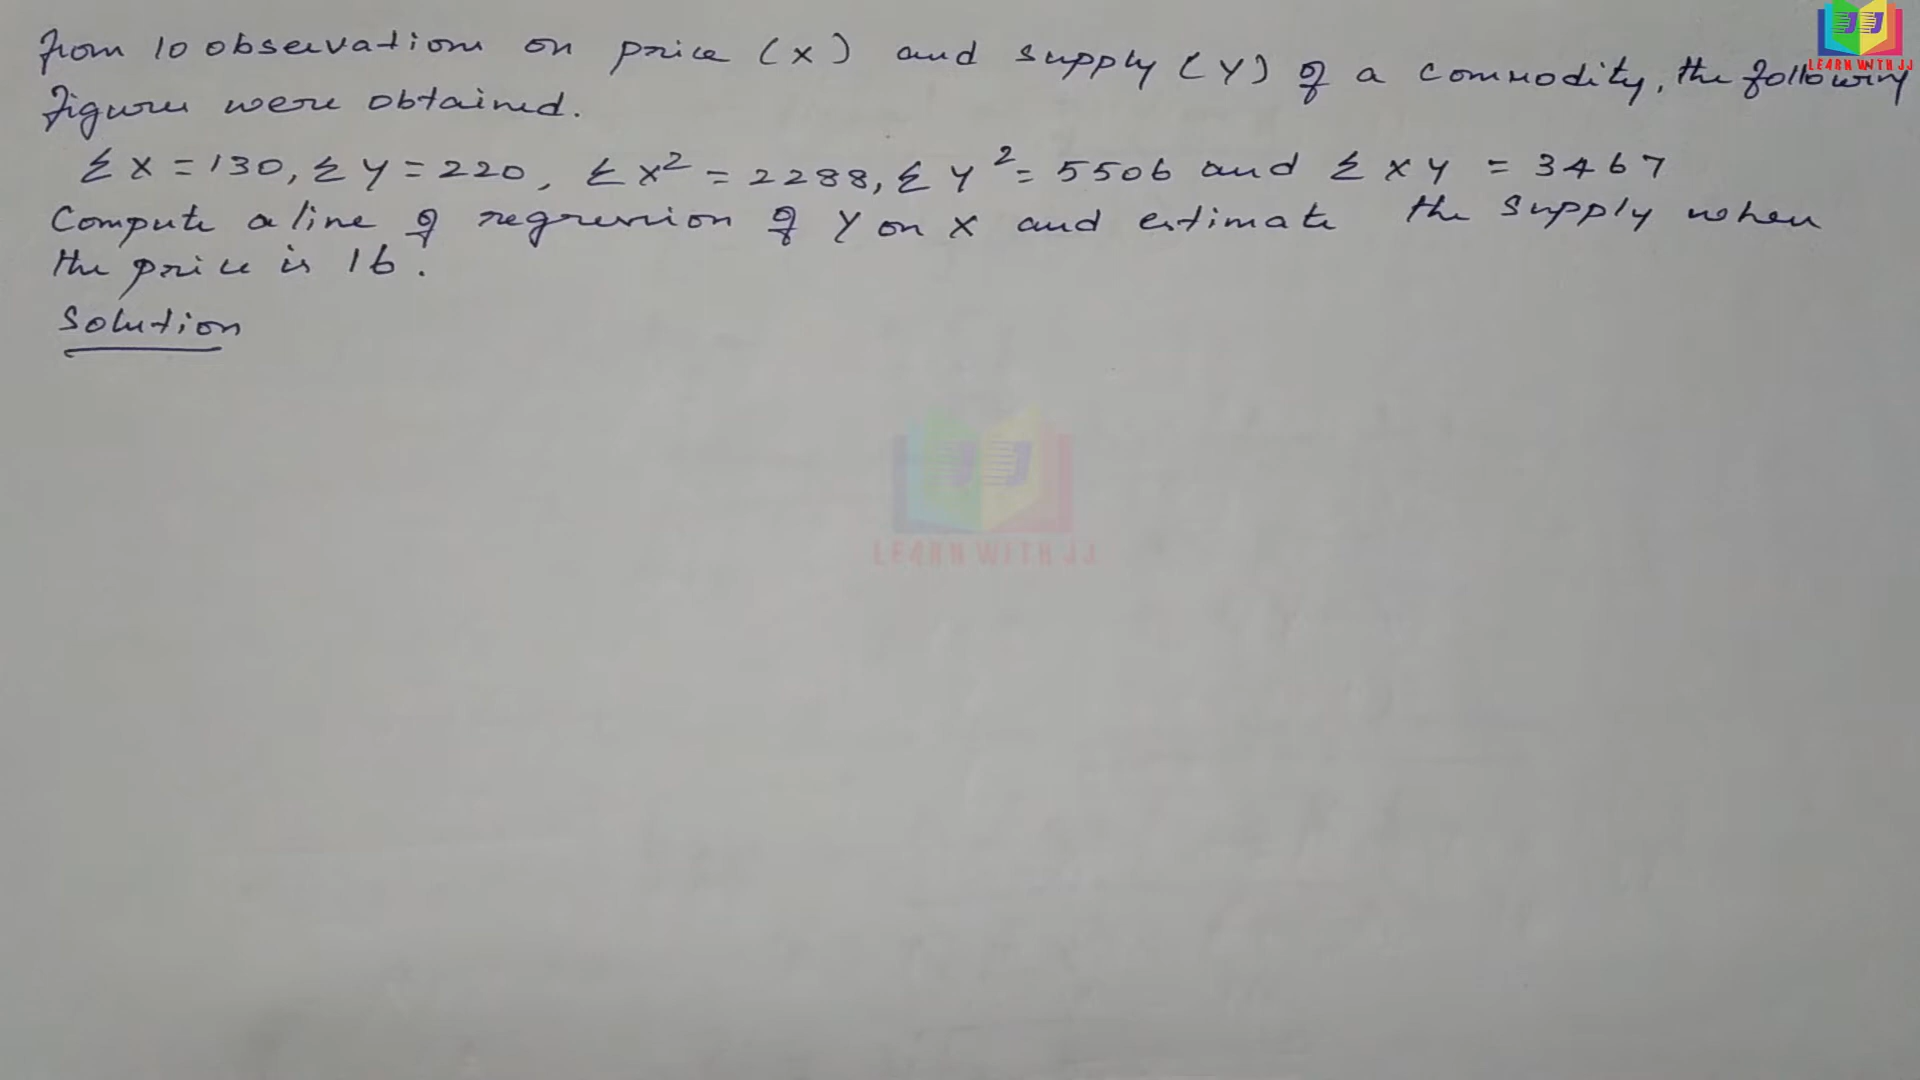 From 10 observations on price (X) and supply (Y) of a commodity, the following
figures were obtained.
Σx = 130, Σy = 220, Σx² = 2288, Σy² = 5506 and Σxy = 3467
Compute a line of regression of Y on X and estimate the supply when
the price is 16.
Solution
LEARN WITH JJ
LEARN WITH JJ